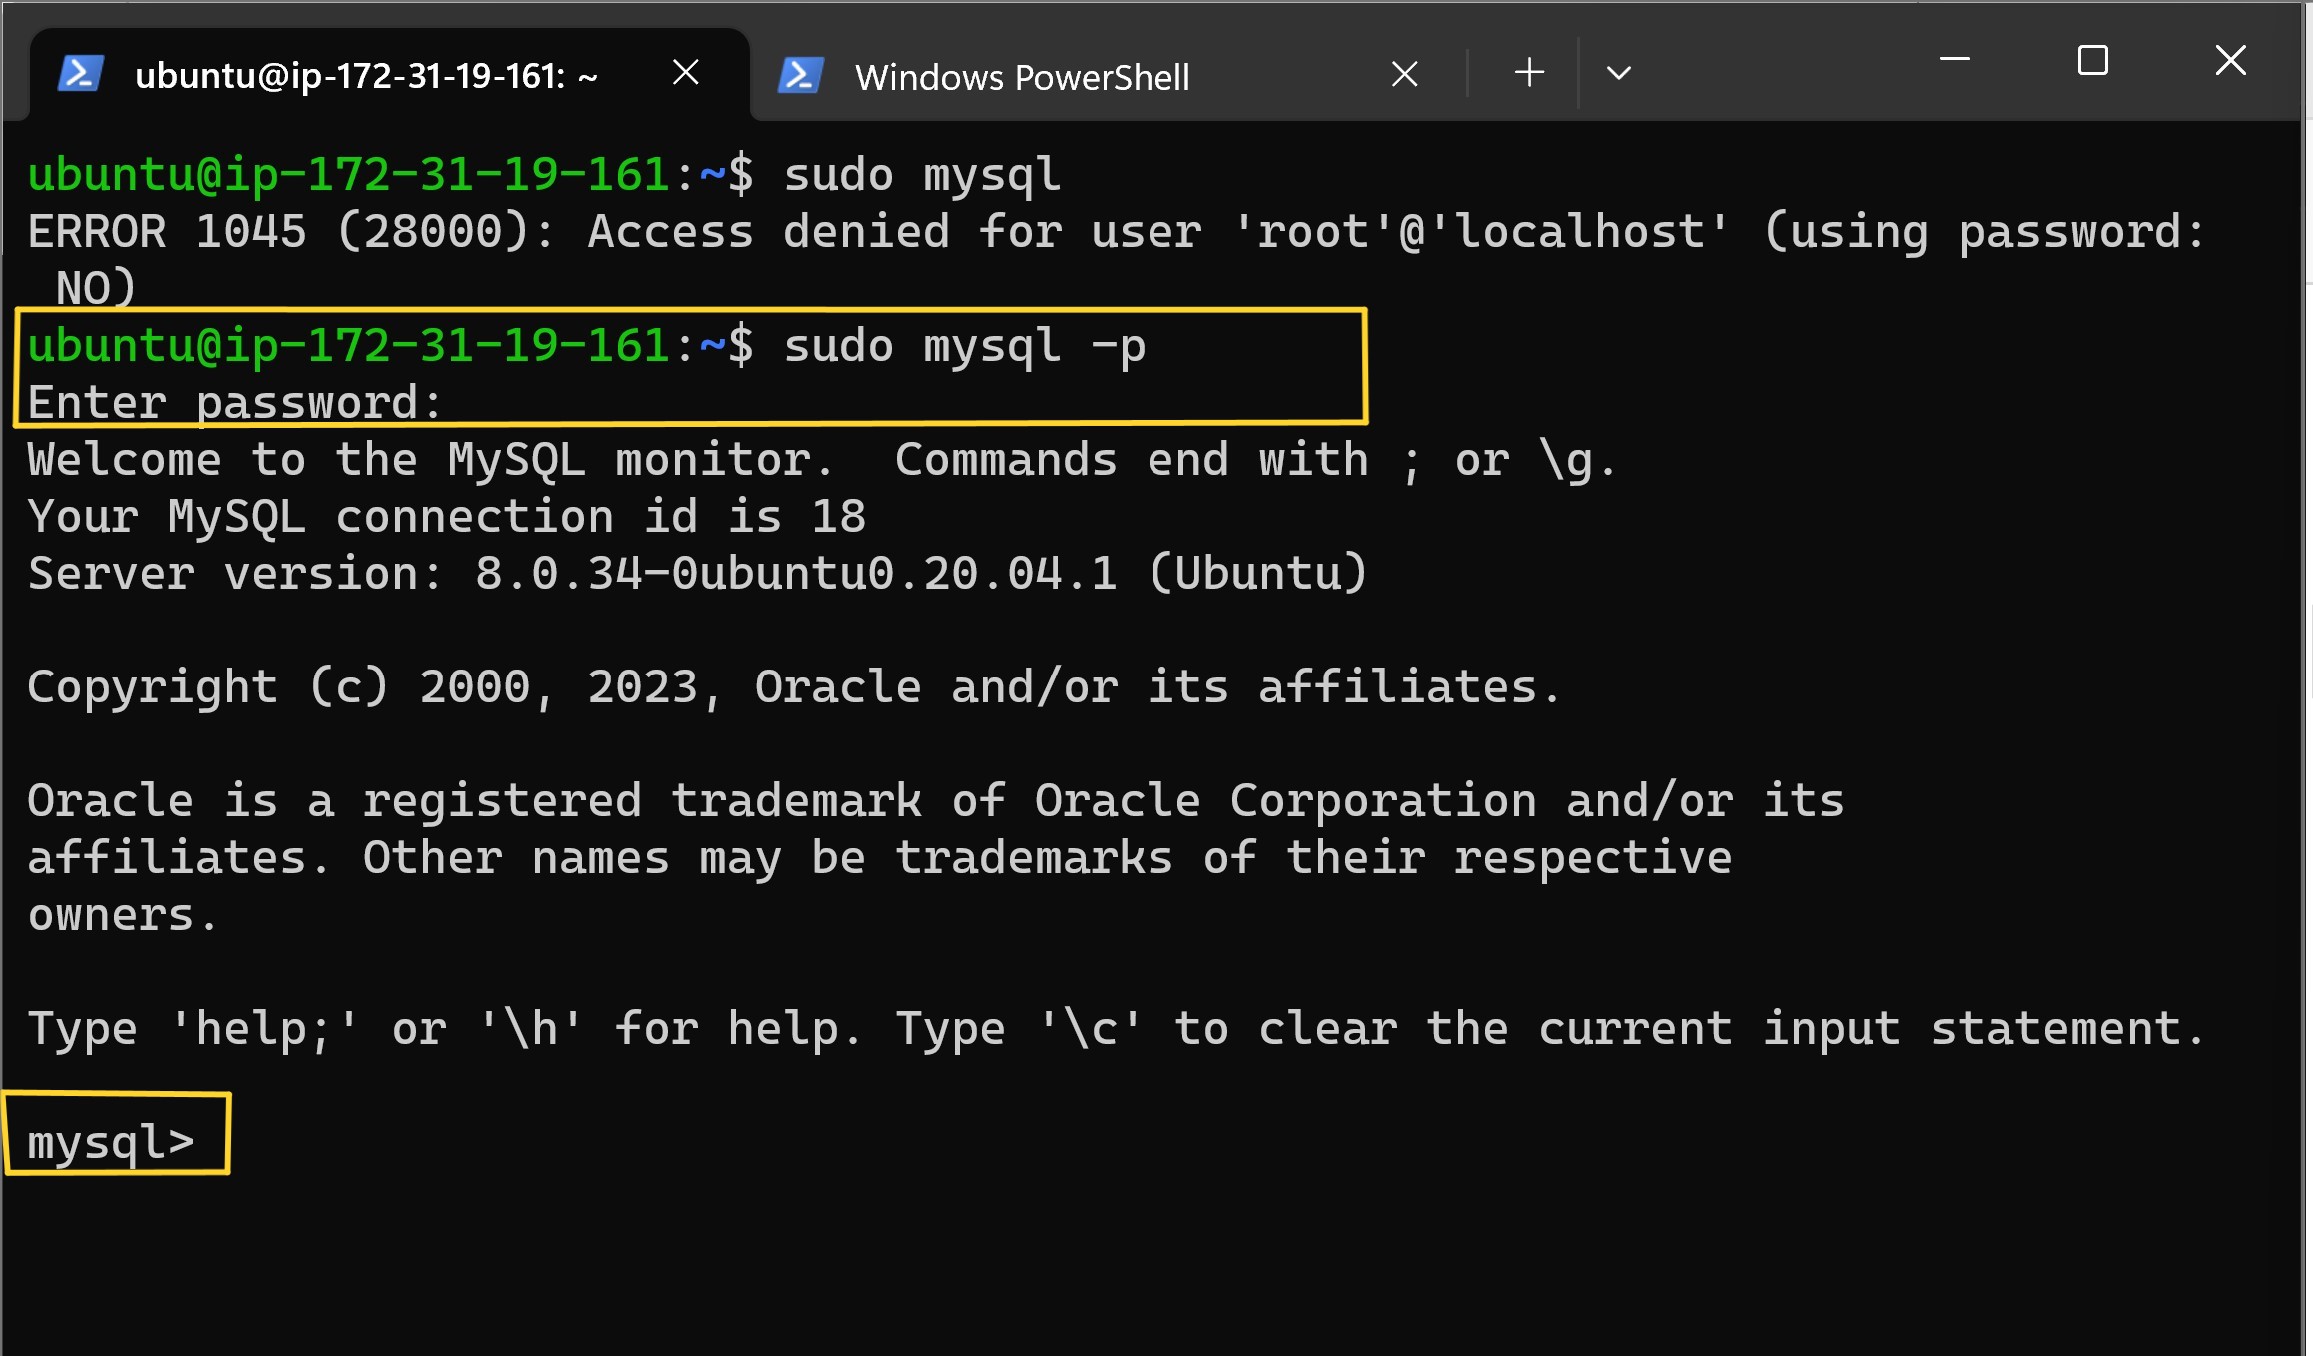 ubuntu@ip-172-31-19-161: ~
Windows PowerShell
ubuntu@ip-172-31-19-161:~$ sudo mysql
ERROR 1045 (28000): Access denied for user 'root'@'localhost' (using password:
 NO)
ubuntu@ip-172-31-19-161:~$ sudo mysql -p
Enter password:
Welcome to the MySQL monitor.  Commands end with ; or \g.
Your MySQL connection id is 18
Server version: 8.0.34-0ubuntu0.20.04.1 (Ubuntu)
Copyright (c) 2000, 2023, Oracle and/or its affiliates.
Oracle is a registered trademark of Oracle Corporation and/or its
affiliates. Other names may be trademarks of their respective
owners.
Type 'help;' or '\h' for help. Type '\c' to clear the current input statement.
mysql>